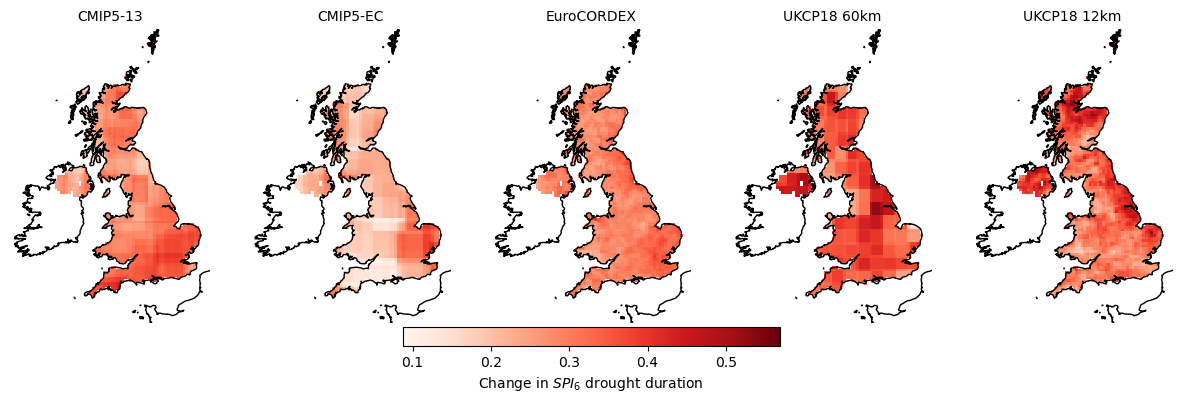 CMIP5-13 CMIP5-EC EuroCORDEX UKCP18 60km UKCP18 12km
0.1 0.2 0.3 0.4 0.5
Change in SPI₆ drought duration